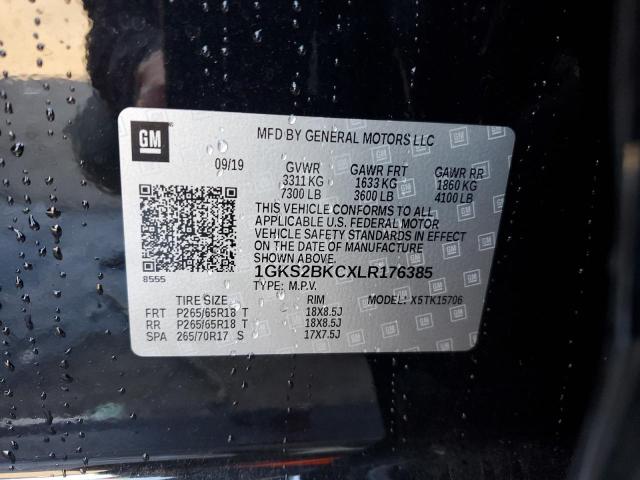 GM
MFD BY GENERAL MOTORS LLC
09/19 GVWR GAWR FRT GAWR RR
3311 KG 1633 KG 1860 KG
7300 LB 3600 LB 4100 LB
THIS VEHICLE CONFORMS TO ALL
APPLICABLE U.S. FEDERAL MOTOR
VEHICLE SAFETY STANDARDS IN EFFECT
ON THE DATE OF MANUFACTURE
SHOWN ABOVE.
8555 1GKS2BKCXLR176385
TYPE: M.P.V.
TIRE SIZE RIM MODEL: X5TK15706
FRT P265/65R18 T 18X8.5J
RR P265/65R18 T 18X8.5J
SPA 265/70R17 S 17X7.5J